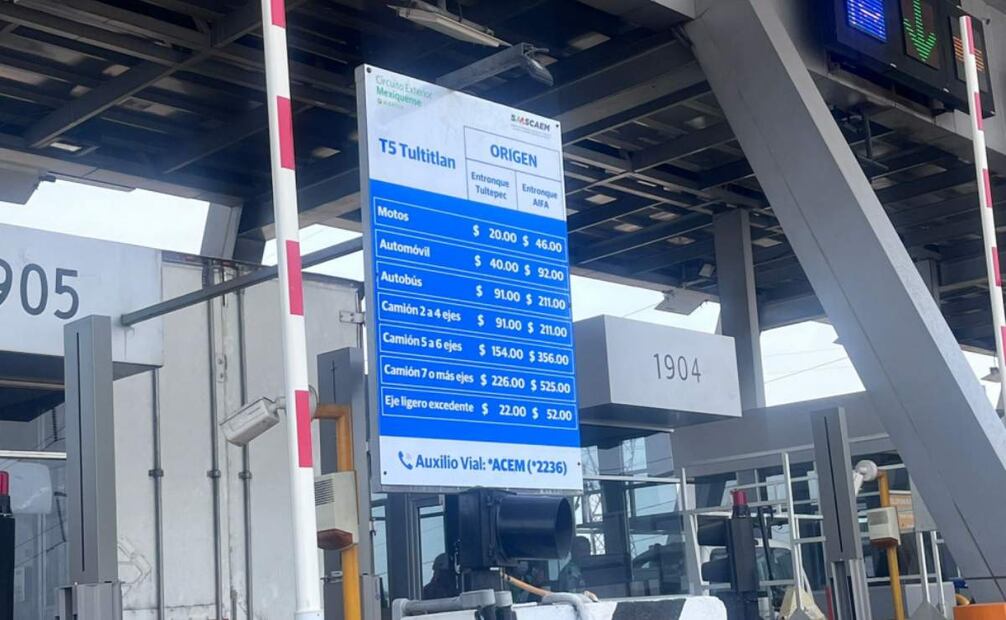 Circuito Exterior
Mexiquense
SAASCAEM
T5 Tultitlan
ORIGEN
Entronque
Tultepec
Entronque
AIFA
Motos $ 20.00 $ 46.00
Automóvil $ 40.00 $ 92.00
Autobús $ 91.00 $ 211.00
Camión 2 a 4 ejes $ 91.00 $ 211.00
Camión 5 a 6 ejes $ 154.00 $ 356.00
Camión 7 o más ejes $ 226.00 $ 525.00
Eje ligero excedente $ 22.00 $ 52.00
Auxilio Vial: *ACEM (*2236)
905
1904